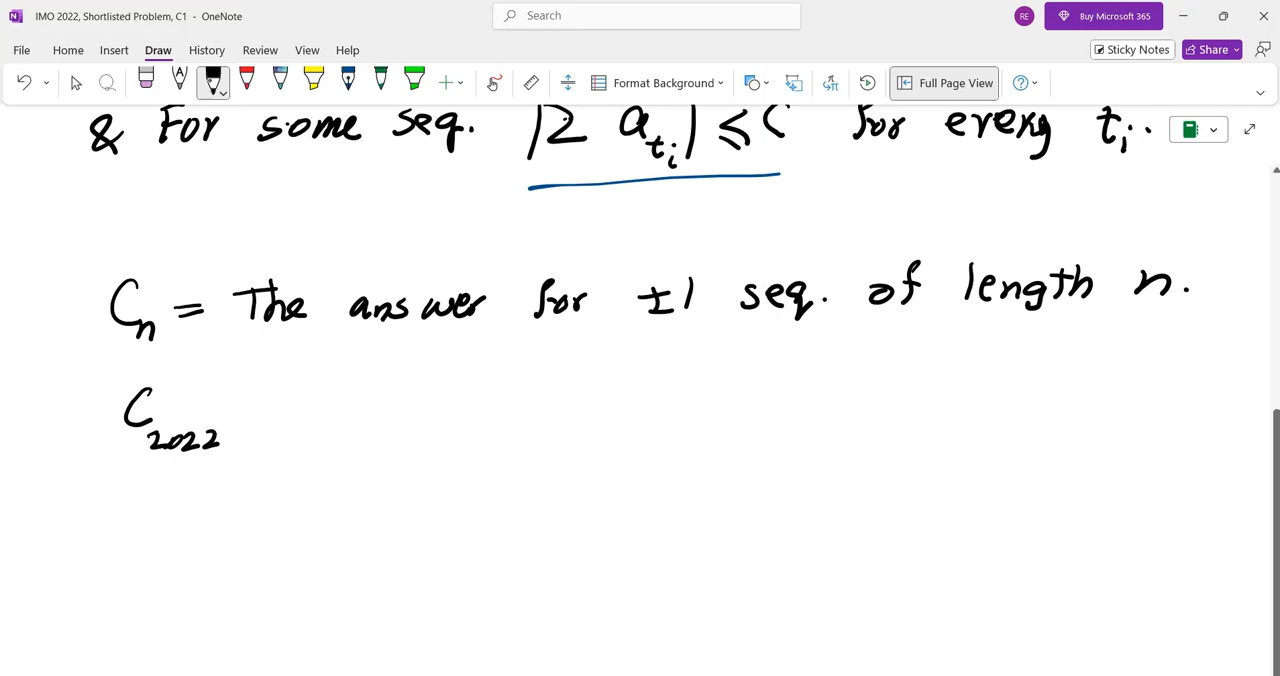 IMO 2022, Shortlisted Problem, C1 - OneNote
Search
RE
Buy Microsoft 365
File Home Insert Draw History Review View Help
Sticky Notes
Share
Format Background
Full Page View
& For some seq. |Σ a_{t_i}| ≤ C for every t_i..
C_n = The answer for ±1 seq. of length n.
C_2022